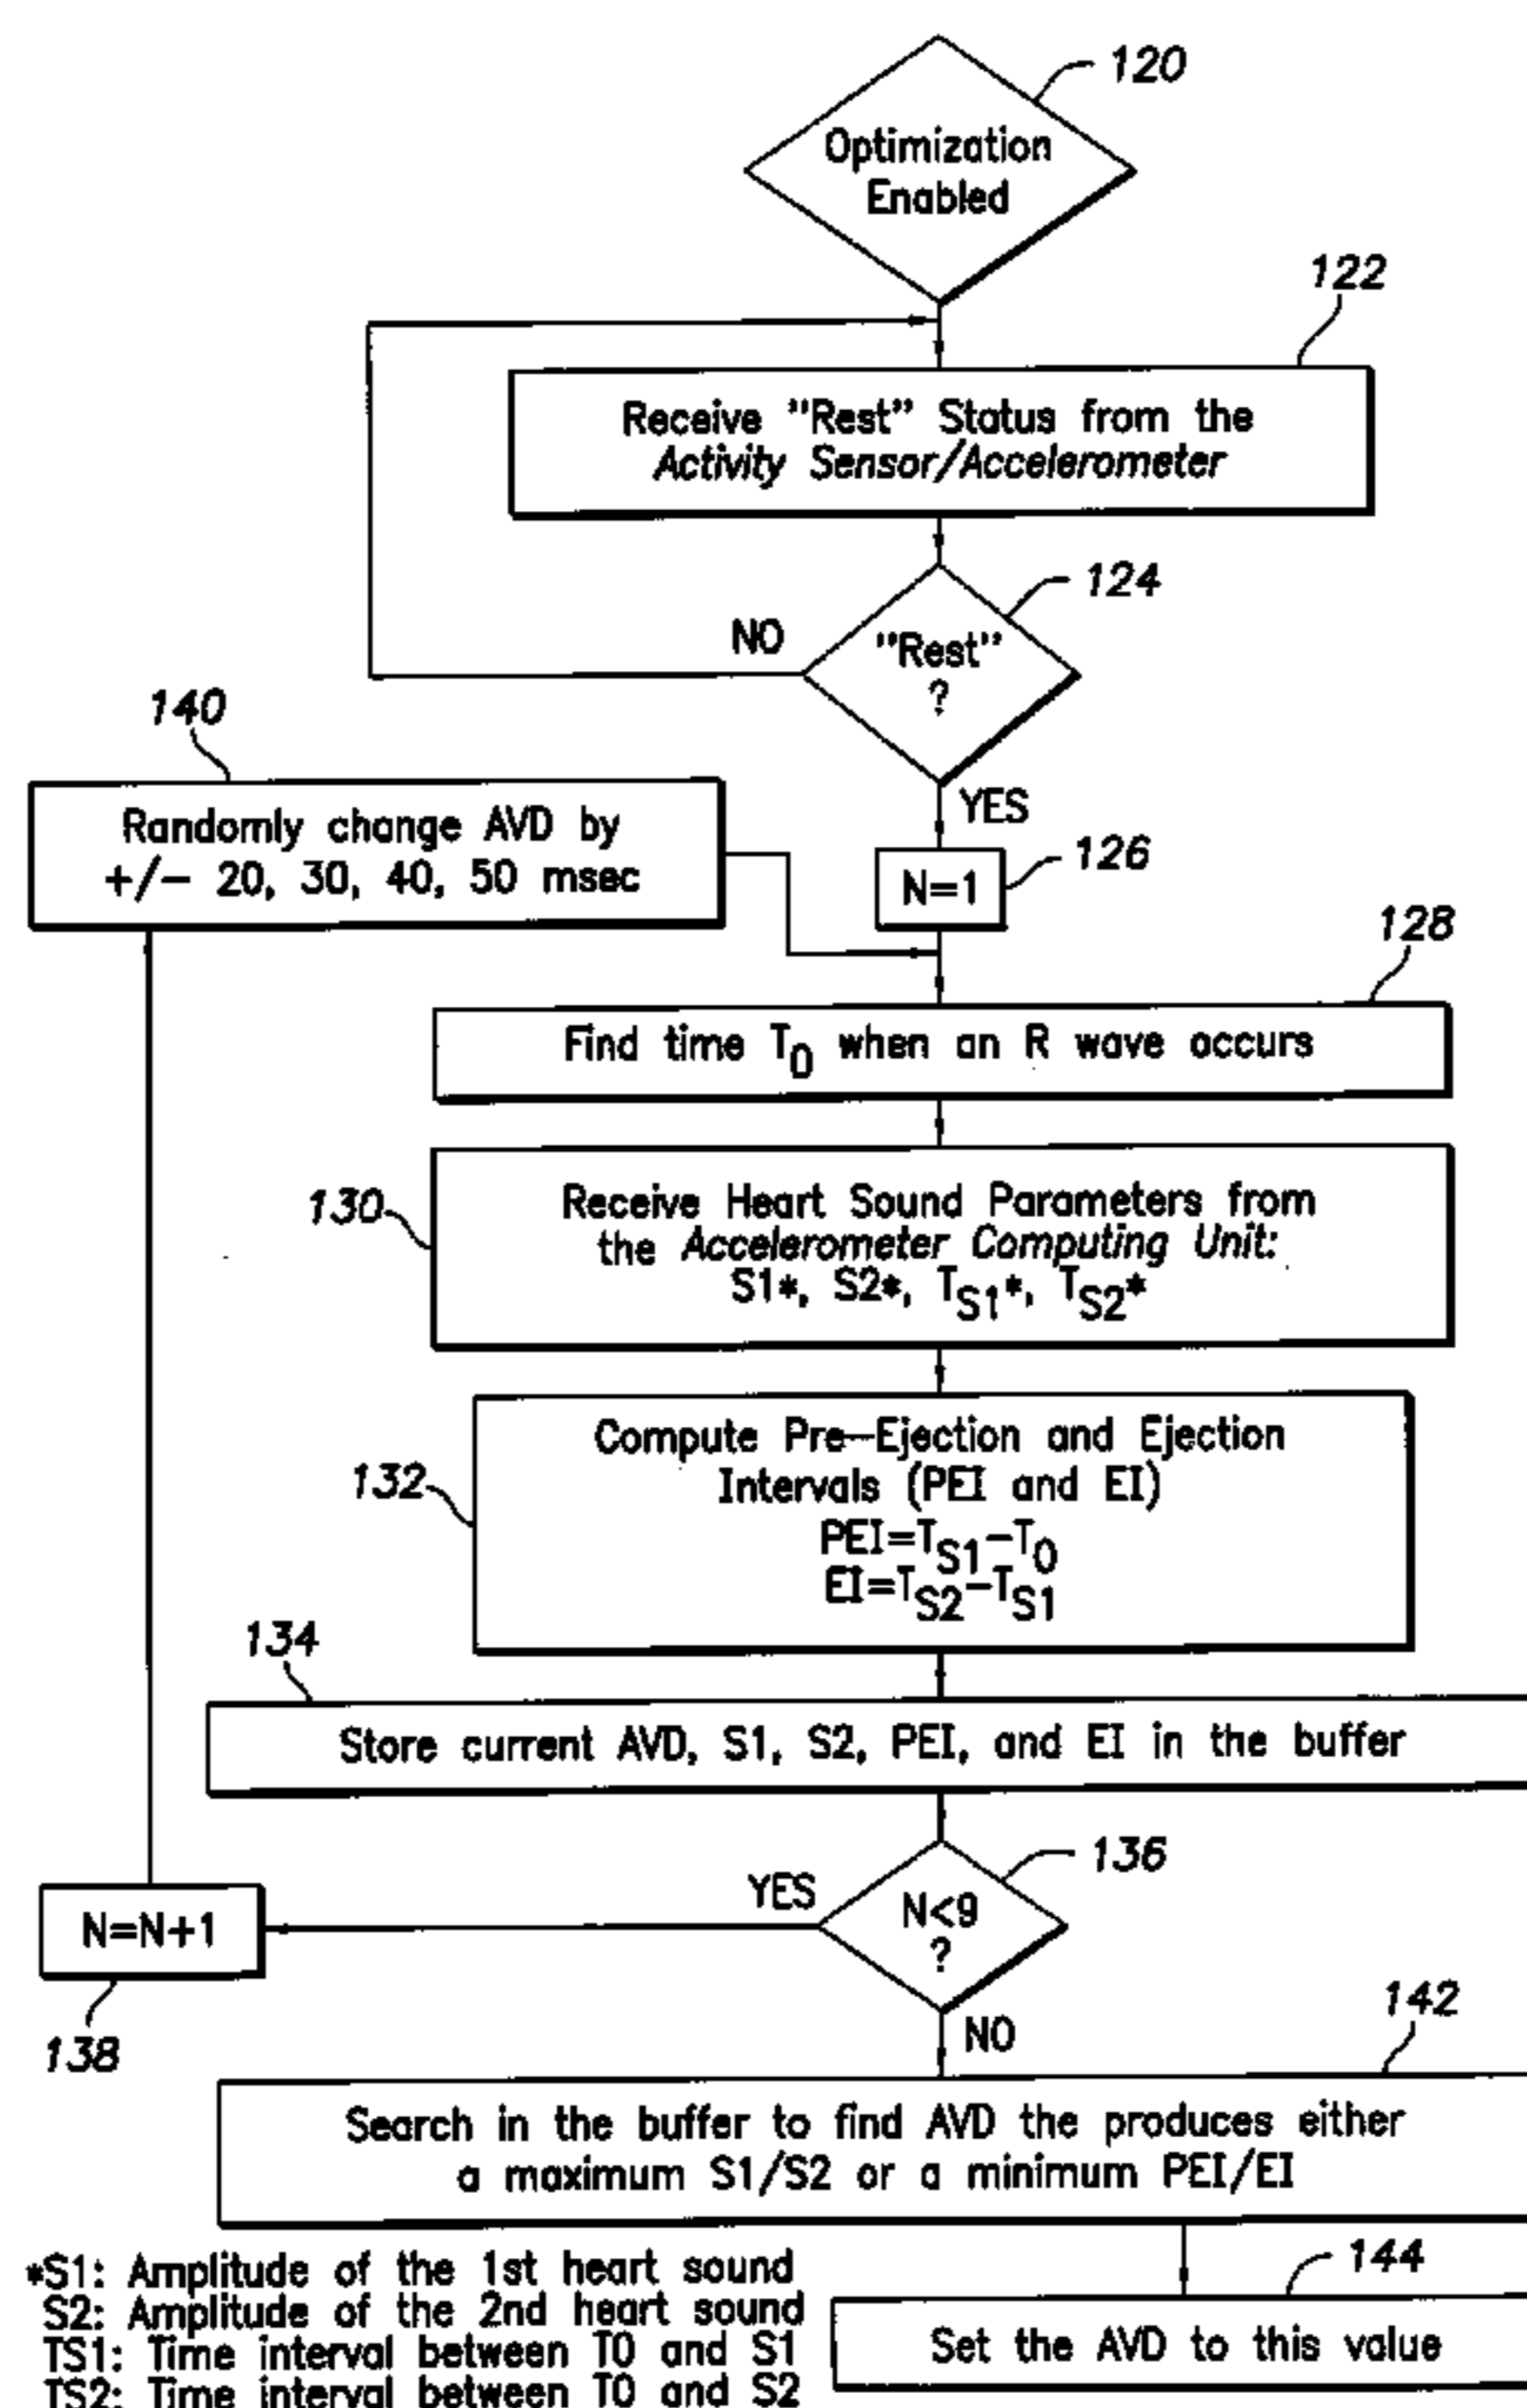 120
Optimization
Enabled
122
Receive "Rest" Status from the
Activity Sensor/Accelerometer
124
NO
"Rest"
?
140
YES
Randomly change AVD by
+/- 20, 30, 40, 50 msec
N=1
126
128
Find time T0 when an R wave occurs
130
Receive Heart Sound Parameters from
the Accelerometer Computing Unit:
S1*, S2*, TS1*, TS2*
132
Compute Pre-Ejection and Ejection
Intervals (PEI and EI)
PEI=TS1-T0
EI=TS2-TS1
134
Store current AVD, S1, S2, PEI, and EI in the buffer
136
YES
N<9
?
N=N+1
138
NO
142
Search in the buffer to find AVD the produces either
a maximum S1/S2 or a minimum PEI/EI
*S1: Amplitude of the 1st heart sound
S2: Amplitude of the 2nd heart sound
TS1: Time interval between T0 and S1
TS2: Time interval between T0 and S2
144
Set the AVD to this value